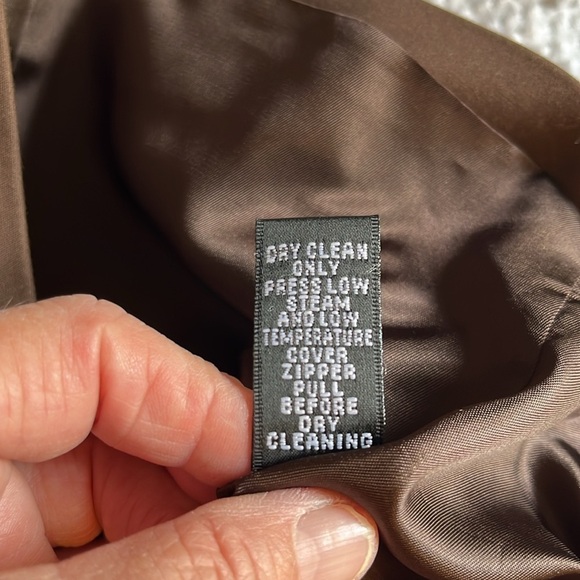 DRY CLEAN
ONLY
PRESS LOW
STEAM
AND LOW
TEMPERATURE
COVER
ZIPPER
PULL
BEFORE
DRY
CLEANING